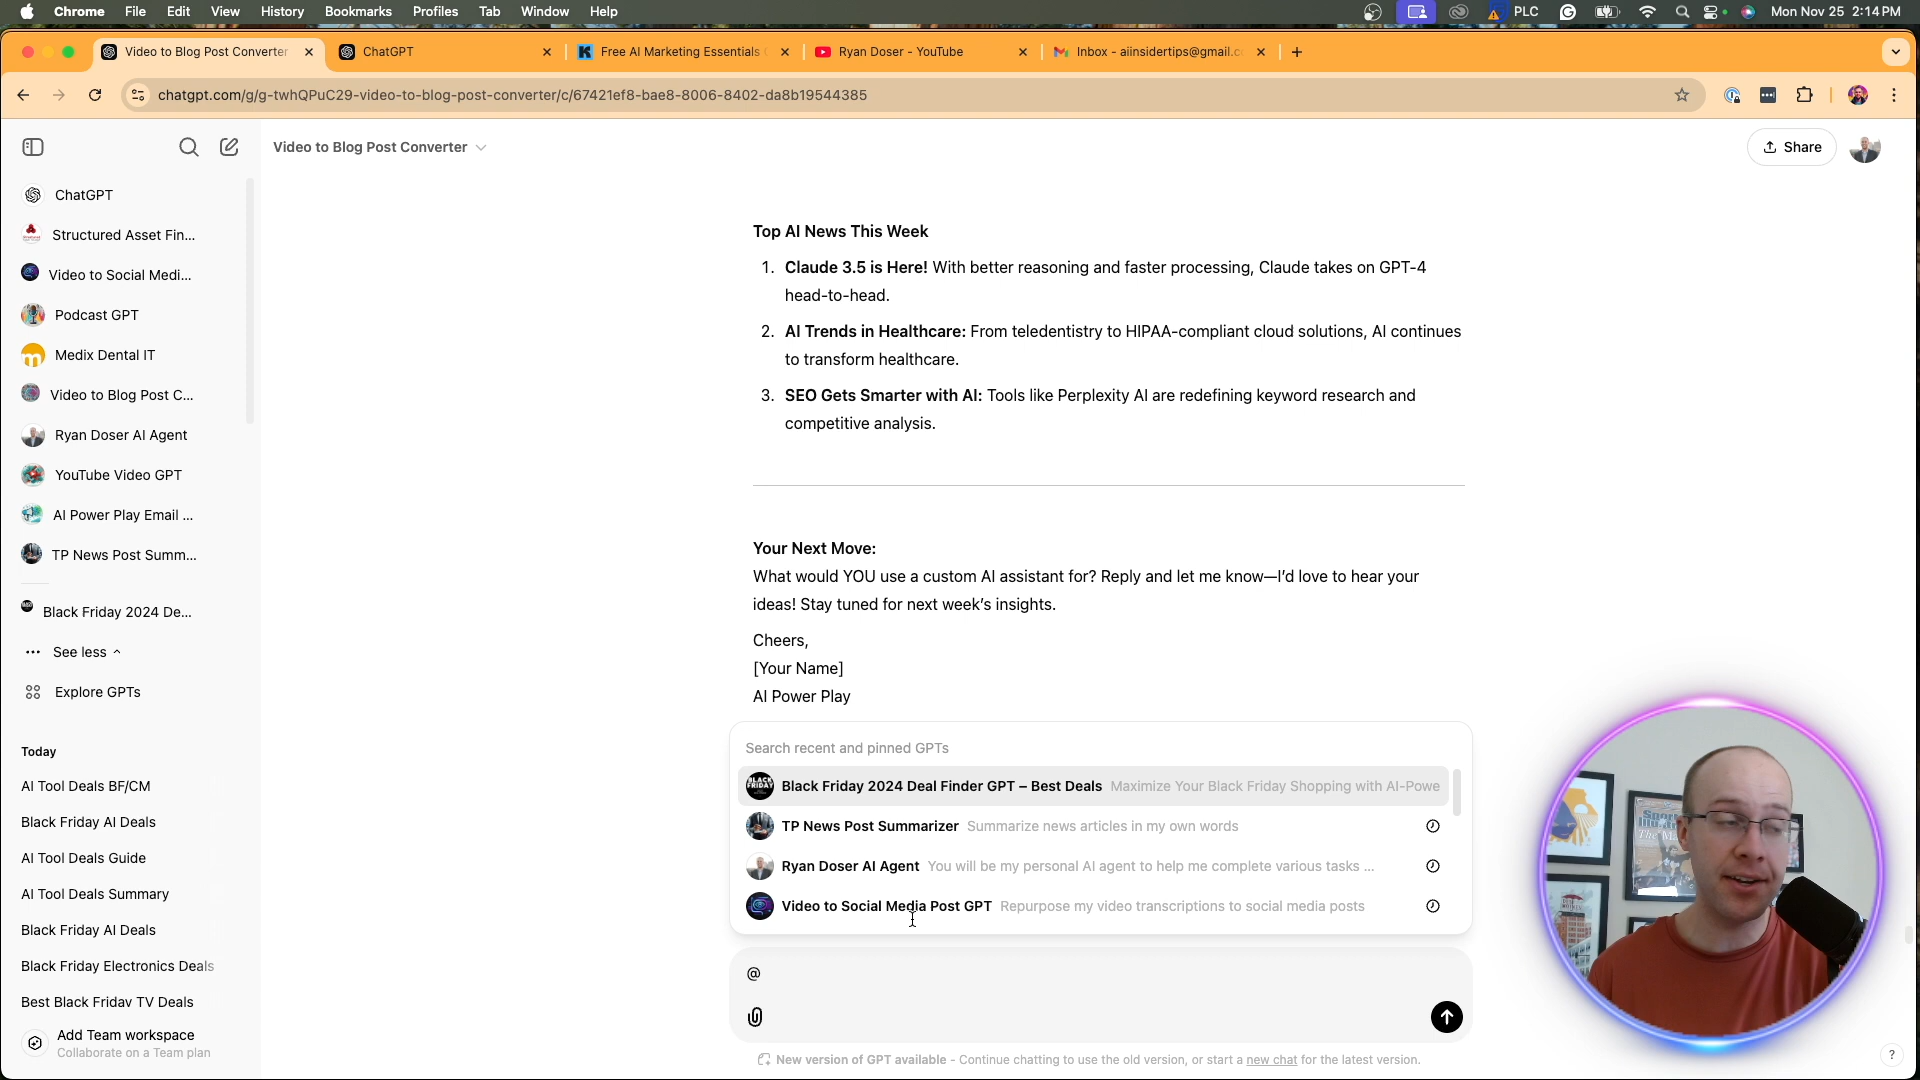 Chrome File Edit View History Bookmarks Profiles Tab Window Help PLC Mon Nov 25 2:14 PM
Video to Blog Post Converter ChatGPT Free AI Marketing Essentials Ryan Doser - YouTube Inbox - aiinsidertips@gmail.c
chatgpt.com/g/g-twhQPuC29-video-to-blog-post-converter/c/67421ef8-bae8-8006-8402-da8b19544385
Video to Blog Post Converter
Share
ChatGPT
Structured Asset Fin...
Video to Social Medi...
Podcast GPT
Medix Dental IT
Video to Blog Post C...
Ryan Doser AI Agent
YouTube Video GPT
AI Power Play Email ...
TP News Post Summ...
Black Friday 2024 De...
See less
Explore GPTs
Today
AI Tool Deals BF/CM
Black Friday AI Deals
AI Tool Deals Guide
AI Tool Deals Summary
Black Friday AI Deals
Black Friday Electronics Deals
Best Black Friday TV Deals
Add Team workspace
Collaborate on a Team plan
Top AI News This Week
1. Claude 3.5 is Here! With better reasoning and faster processing, Claude takes on GPT-4
head-to-head.
2. AI Trends in Healthcare: From teledentistry to HIPAA-compliant cloud solutions, AI continues
to transform healthcare.
3. SEO Gets Smarter with AI: Tools like Perplexity AI are redefining keyword research and
competitive analysis.
Your Next Move:
What would YOU use a custom AI assistant for? Reply and let me know—I'd love to hear your
ideas! Stay tuned for next week's insights.
Cheers,
[Your Name]
AI Power Play
Search recent and pinned GPTs
Black Friday 2024 Deal Finder GPT – Best Deals Maximize Your Black Friday Shopping with AI-Powe
TP News Post Summarizer Summarize news articles in my own words
Ryan Doser AI Agent You will be my personal AI agent to help me complete various tasks ...
Video to Social Media Post GPT Repurpose my video transcriptions to social media posts
@
New version of GPT available - Continue chatting to use the old version, or start a new chat for the latest version.
?